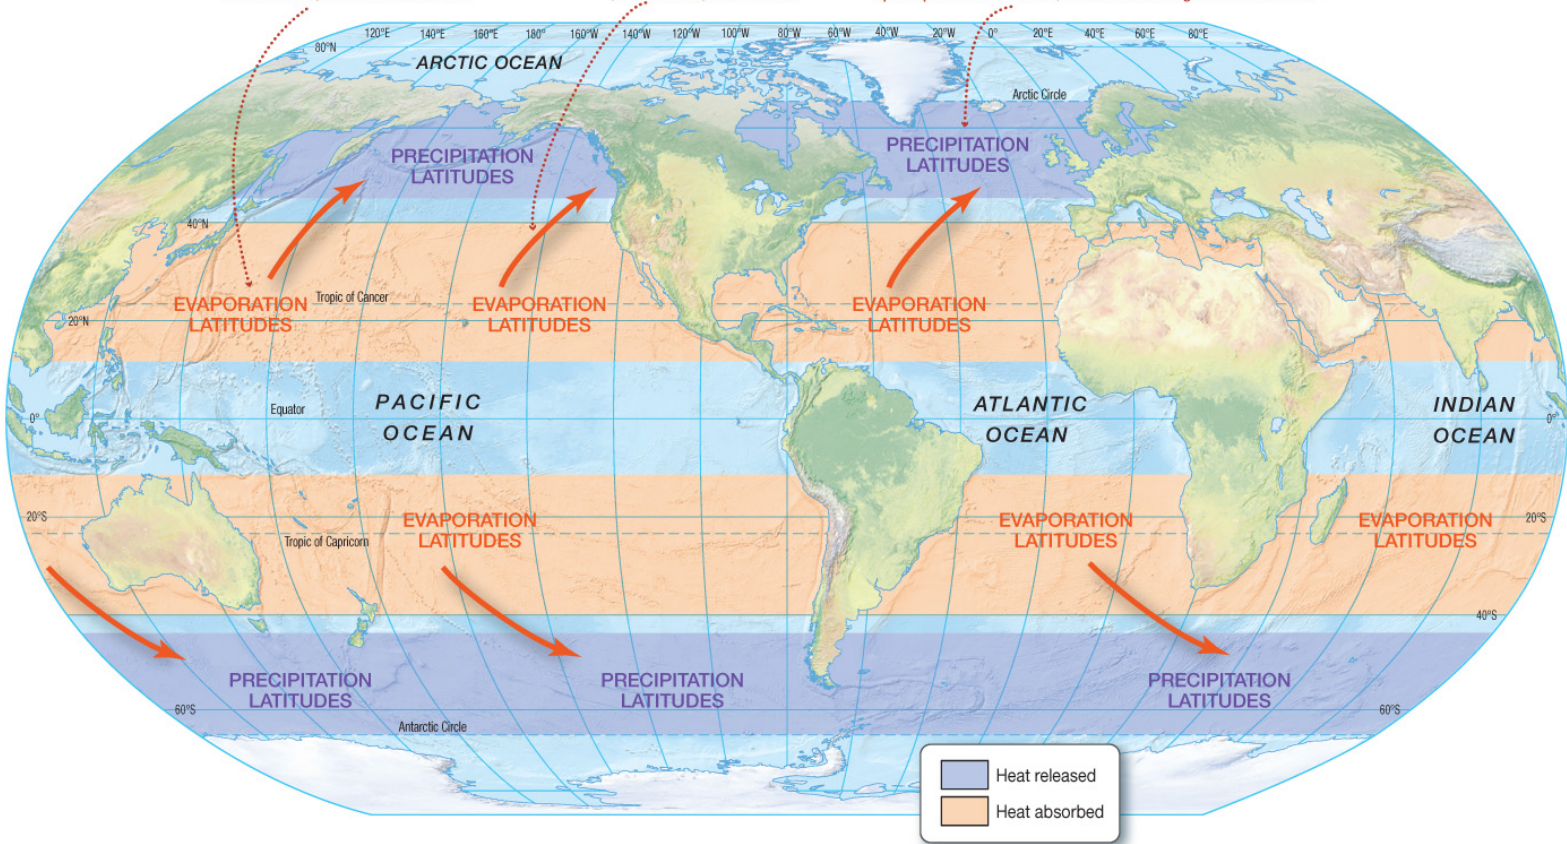 120°E 140°E 160°E 180° 160°W 140°W 120°W 100°W 80°W 60°W 40°W 20°W 0° 20°E 40°E 60°E 80°E
80°N
ARCTIC OCEAN
Arctic Circle
PRECIPITATION
LATITUDES
PRECIPITATION
LATITUDES
40°N
EVAPORATION
LATITUDES
Tropic of Cancer
EVAPORATION
LATITUDES
EVAPORATION
LATITUDES
20°N
PACIFIC
OCEAN
Equator
ATLANTIC
OCEAN
INDIAN
OCEAN
0°
0°
EVAPORATION
LATITUDES
EVAPORATION
LATITUDES
EVAPORATION
LATITUDES
20°S
20°S
Tropic of Capricorn
40°S
PRECIPITATION
LATITUDES
PRECIPITATION
LATITUDES
PRECIPITATION
LATITUDES
60°S
60°S
Antarctic Circle
Heat released
Heat absorbed